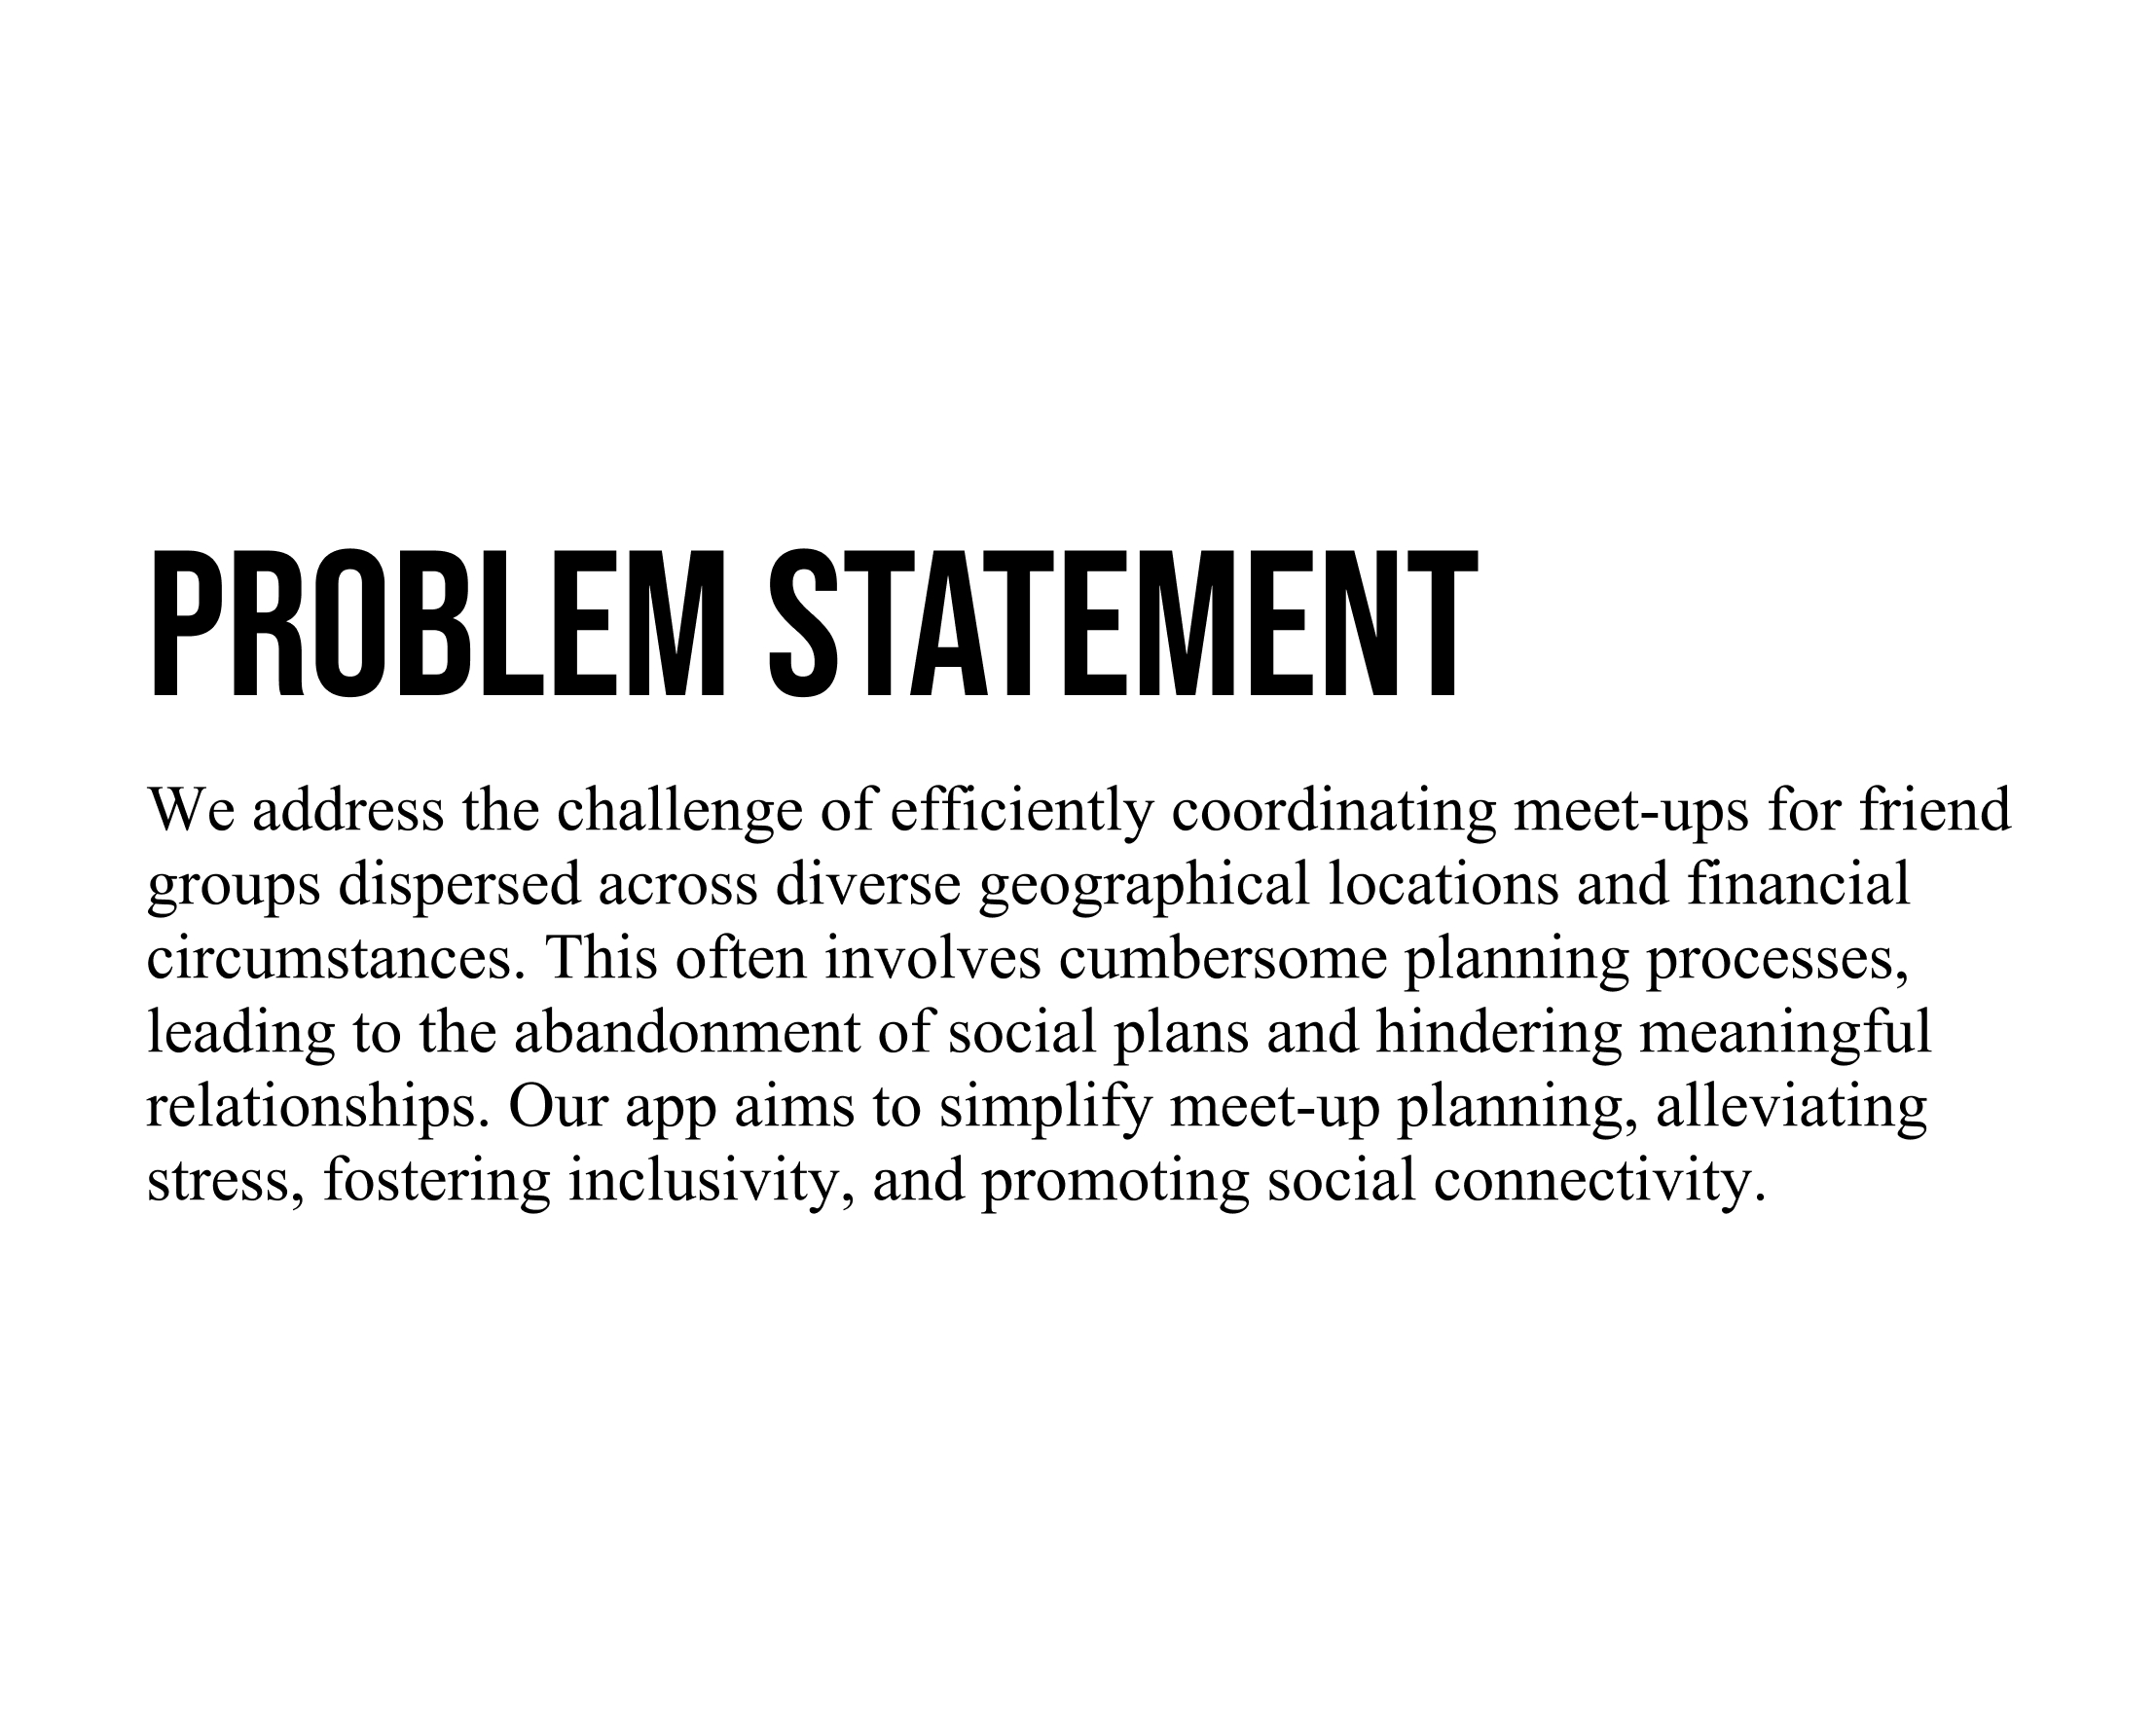 PROBLEM STATEMENT
We address the challenge of efficiently coordinating meet-ups for friend
groups dispersed across diverse geographical locations and financial
circumstances. This often involves cumbersome planning processes,
leading to the abandonment of social plans and hindering meaningful
relationships. Our app aims to simplify meet-up planning, alleviating
stress, fostering inclusivity, and promoting social connectivity.